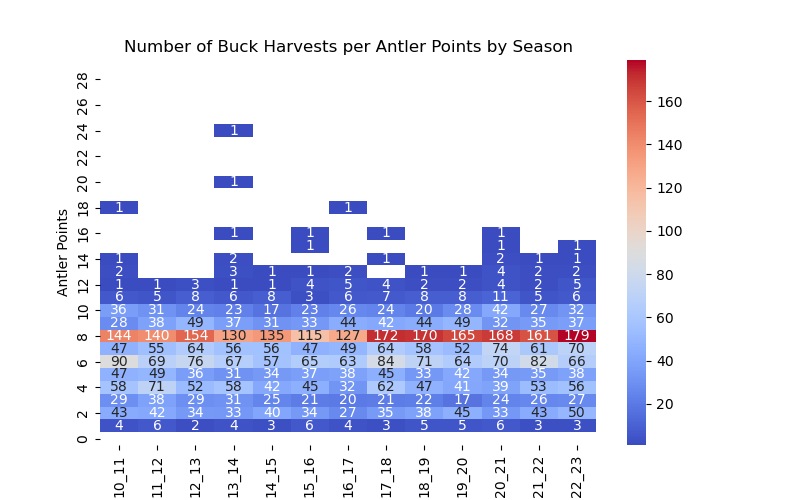 Number of Buck Harvests per Antler Points by Season
Antler Points
28
26
24 1
22
20 1
18 1 1
16 1 1 1 1
1 1 1
14 1 2 1 2 1 1
2 3 1 1 2 1 1 4 2 2
12 1 1 3 1 1 4 5 4 2 2 4 2 5
6 5 8 6 8 3 6 7 8 8 11 5 6
10 36 31 24 23 17 23 26 24 20 28 42 27 32
28 38 49 37 31 33 44 42 44 49 32 35 37
8 144 140 154 130 135 115 127 172 170 165 168 161 179
47 55 64 56 56 47 49 64 58 52 74 61 70
6 90 69 76 67 57 65 63 84 71 64 70 82 66
47 49 36 31 34 37 38 45 33 42 34 35 38
4 58 71 52 58 42 45 32 62 47 41 39 53 56
29 38 29 31 25 21 20 21 22 17 24 26 27
2 43 42 34 33 40 34 27 35 38 45 33 43 50
4 6 2 4 3 6 4 3 5 5 6 3 3
0
10_11 11_12 12_13 13_14 14_15 15_16 16_17 17_18 18_19 19_20 20_21 21_22 22_23
160
140
120
100
80
60
40
20